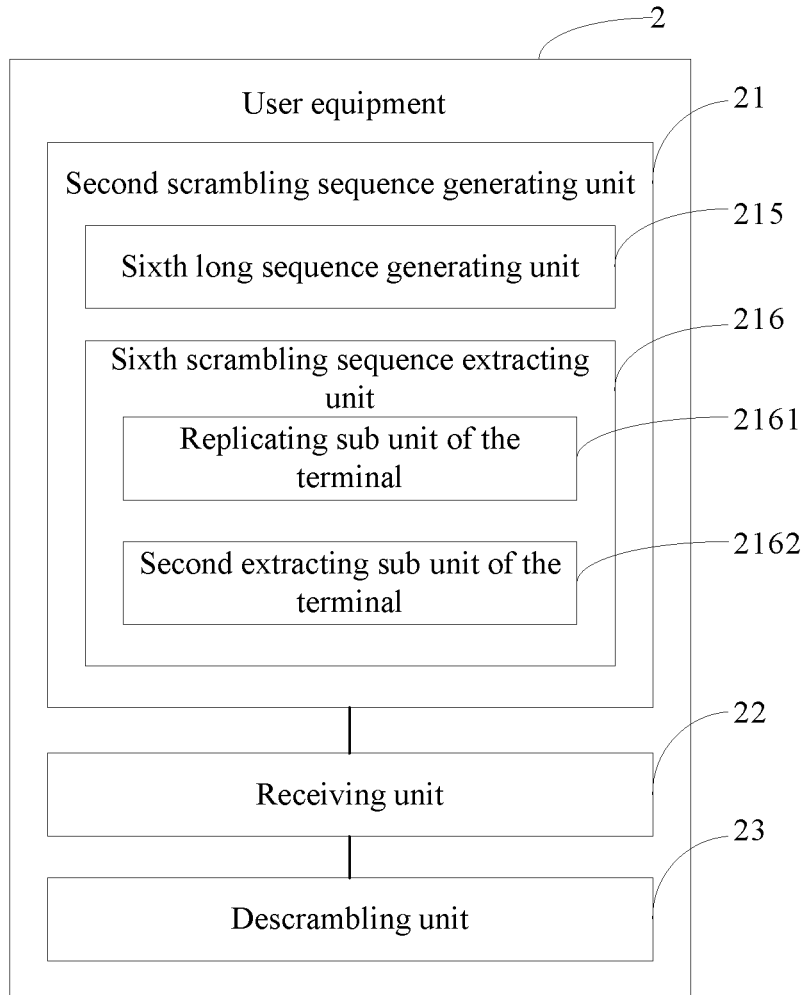 2
User equipment
21
Second scrambling sequence generating unit
215
Sixth long sequence generating unit
216
Sixth scrambling sequence extracting
unit
2161
Replicating sub unit of the
terminal
2162
Second extracting sub unit of the
terminal
22
Receiving unit
23
Descrambling unit